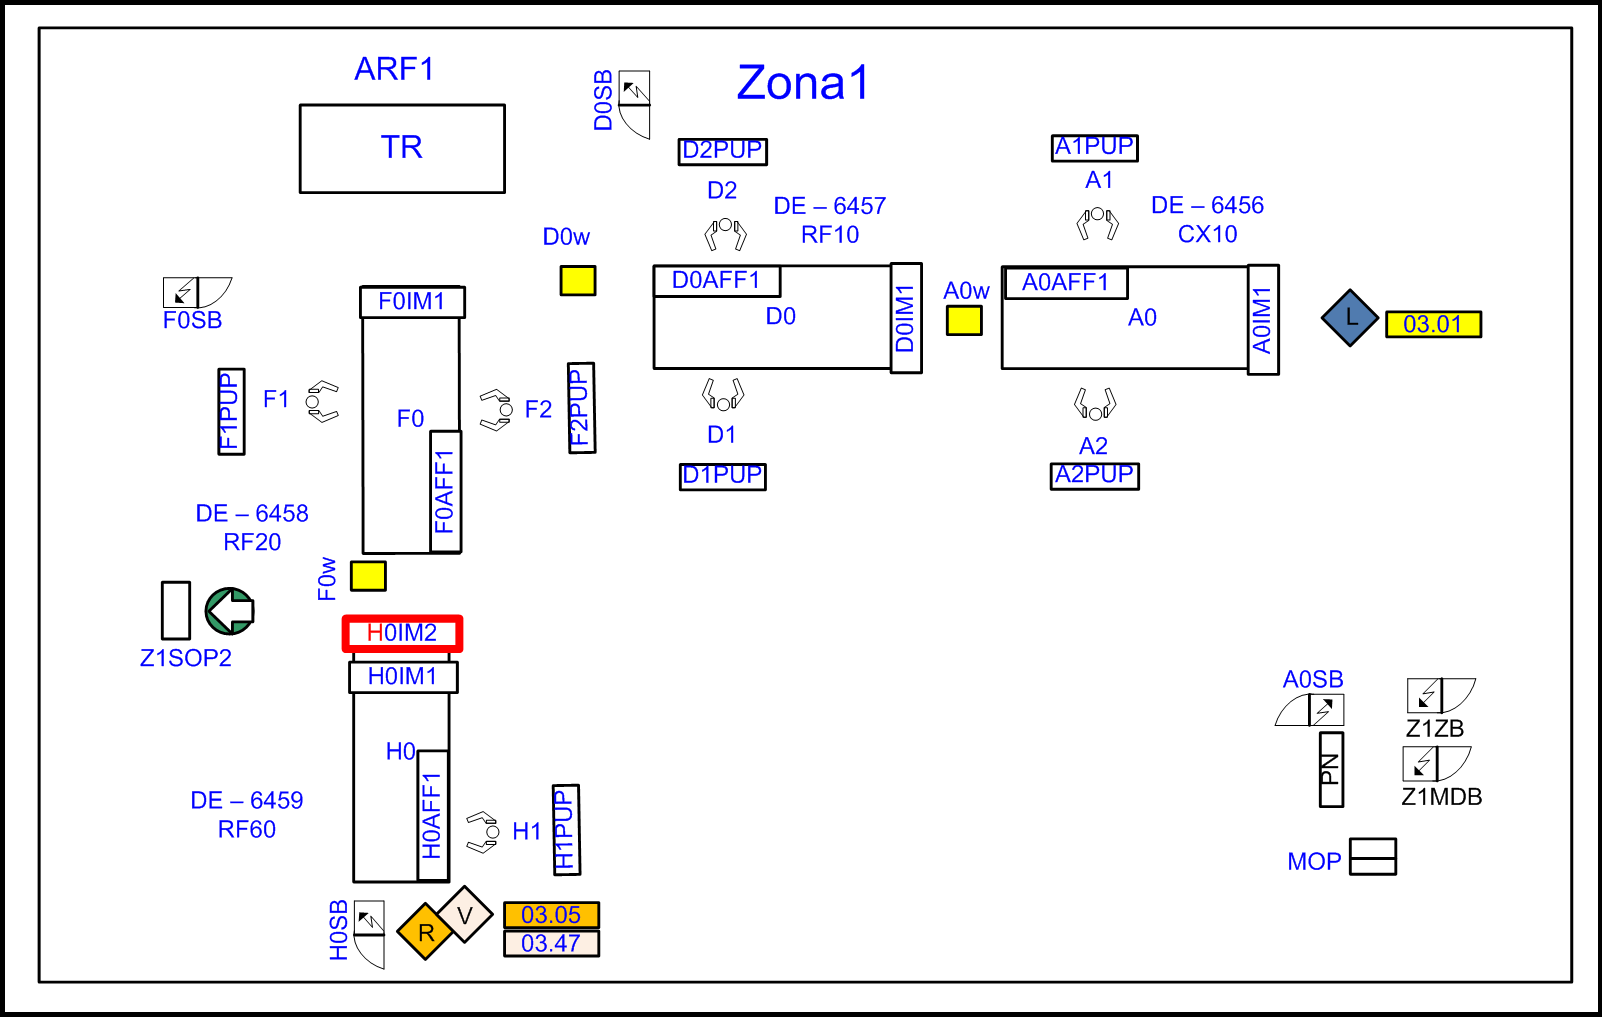 ARF1
TR
D0SB
Zona1
D2PUP
D2
DE – 6457
RF10
A1PUP
A1
DE – 6456
CX10
D0w
D0AFF1
D0
D0IM1
A0w
A0AFF1
A0
A0IM1
L
03.01
F0SB
F0IM1
F1PUP
F1
F0
F2
F2PUP
F0AFF1
D1
D1PUP
A2
A2PUP
DE – 6458
RF20
F0w
Z1SOP2
H0IM2
H0IM1
H0
H0AFF1
DE – 6459
RF60
H1
H1PUP
H0SB
R
V
03.05
03.47
A0SB
PN
Z1ZB
Z1MDB
MOP